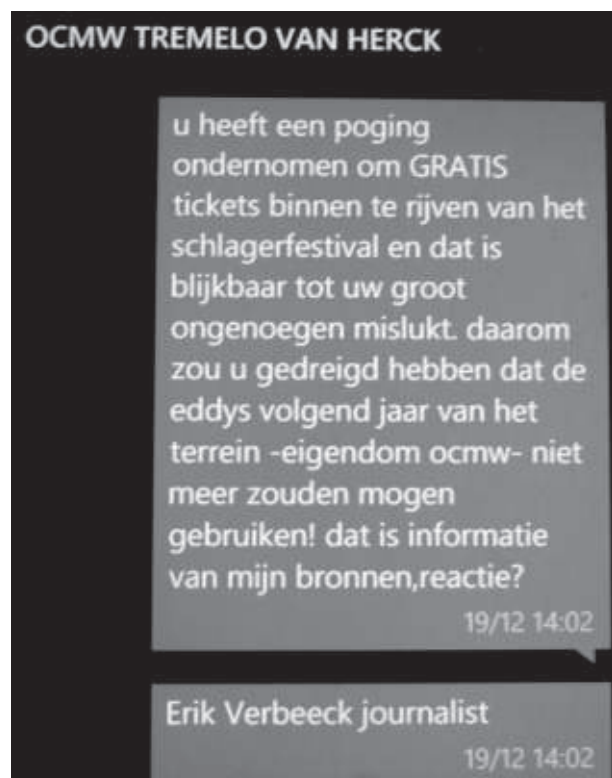 OCMW TREMELO VAN HERCK
u heeft een poging
ondernomen om GRATIS
tickets binnen te rijven van het
schlagerfestival en dat is
blijkbaar tot uw groot
ongenoegen mislukt. daarom
zou u gedreigd hebben dat de
eddys volgend jaar van het
terrein -eigendom ocmw- niet
meer zouden mogen
gebruiken! dat is informatie
van mijn bronnen,reactie?
19/12 14:02
Erik Verbeeck journalist
19/12 14:02